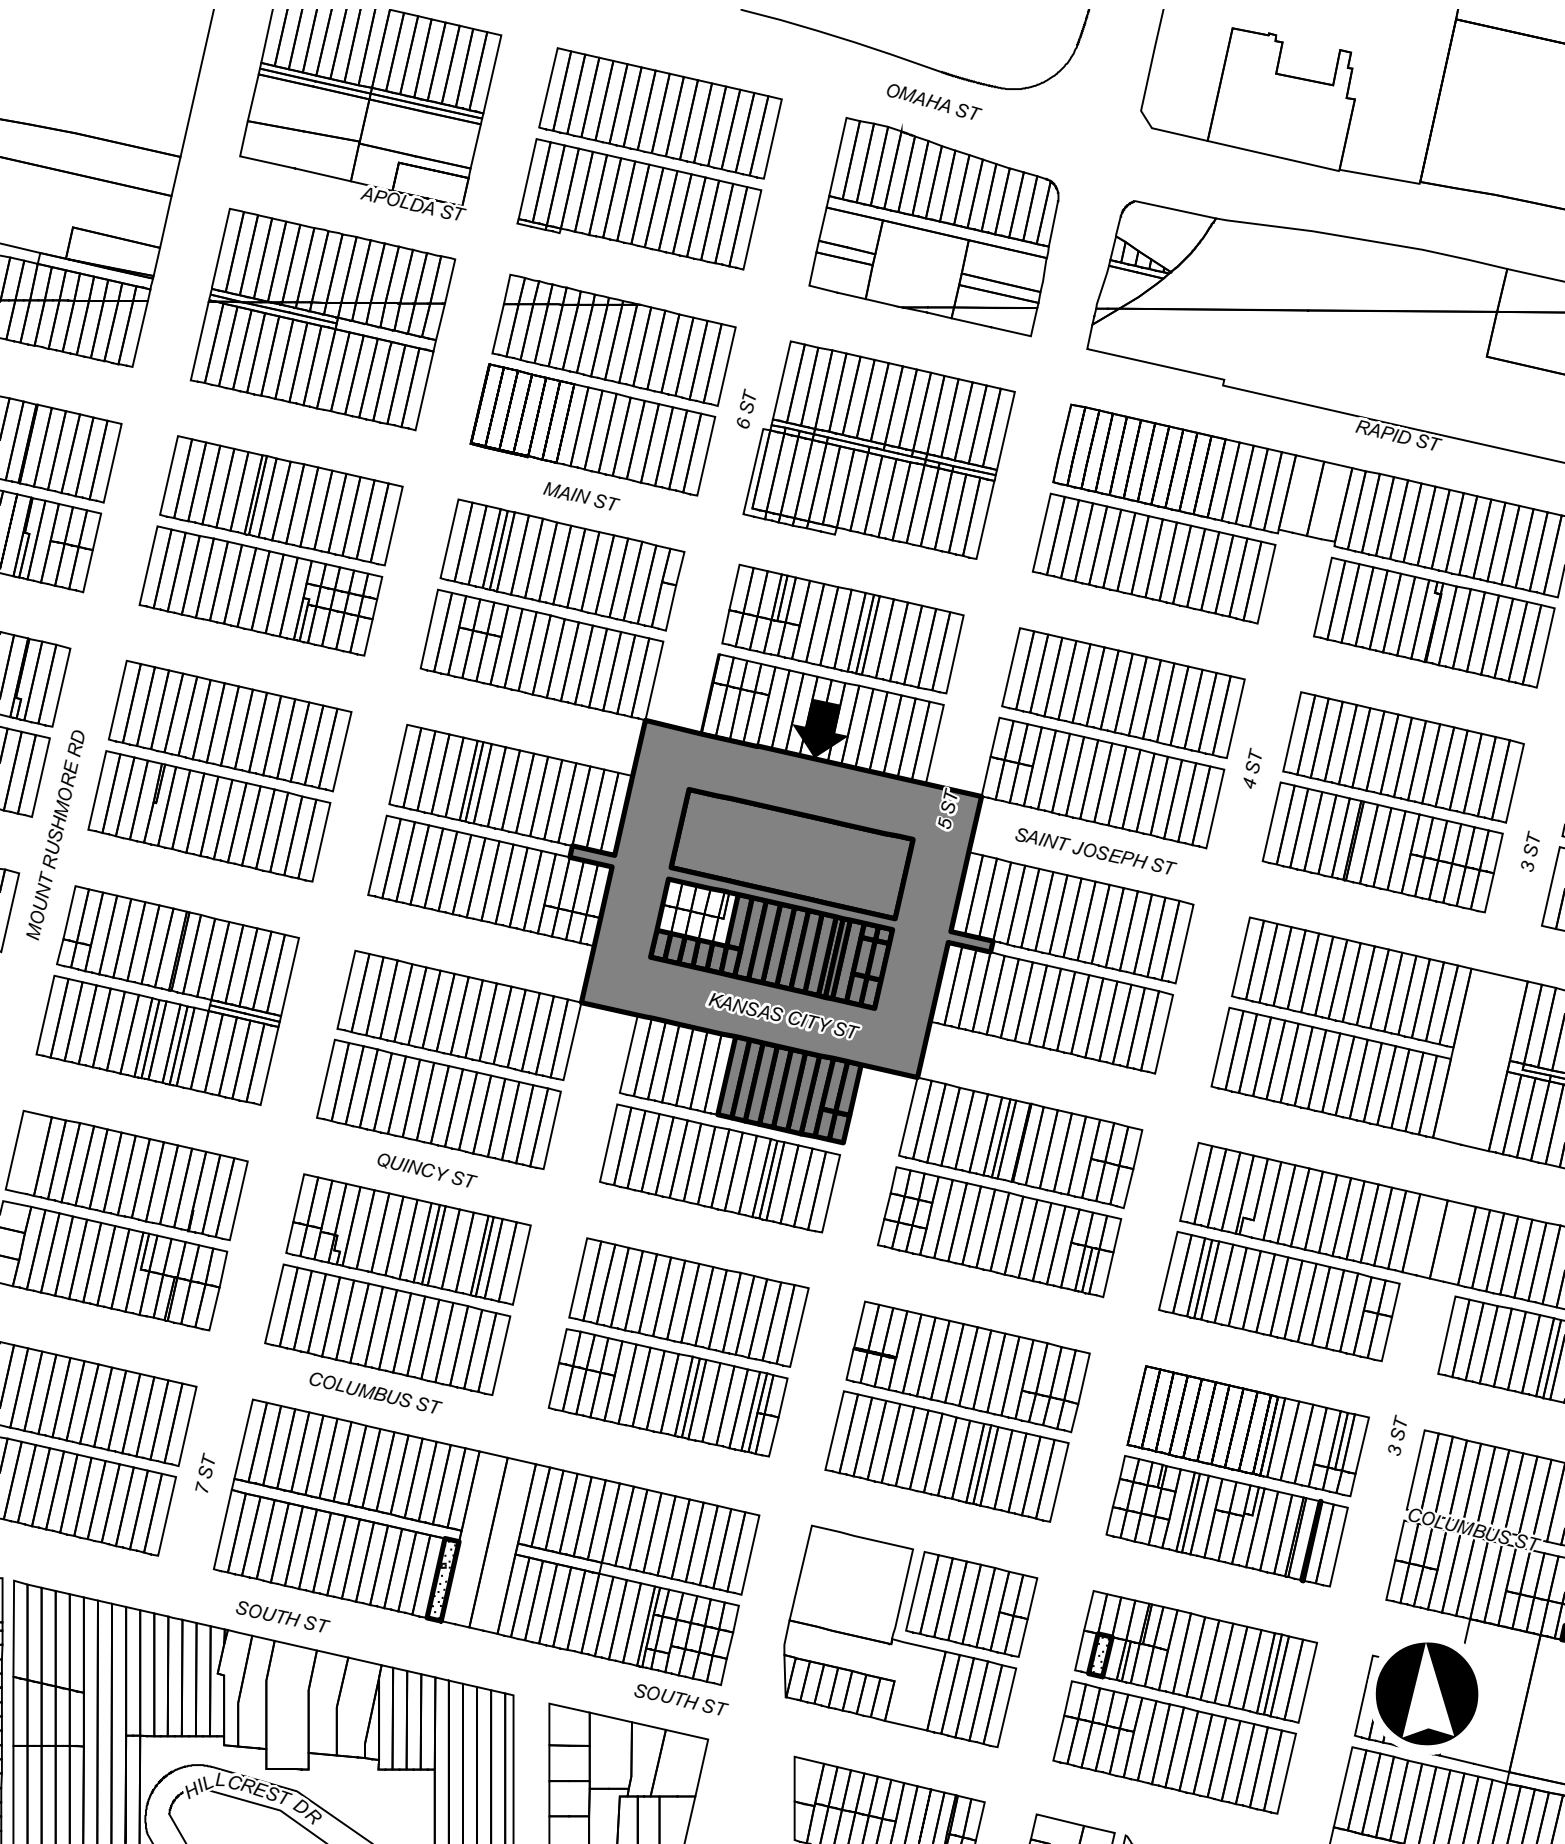 OMAHA ST
APOLDA ST
6 ST
RAPID ST
MAIN ST
MOUNT RUSHMORE RD
4 ST
5 ST
SAINT JOSEPH ST
3 ST
KANSAS CITY ST
QUINCY ST
COLUMBUS ST
7 ST
3 ST
COLUMBUS ST
SOUTH ST
SOUTH ST
HILLCREST DR